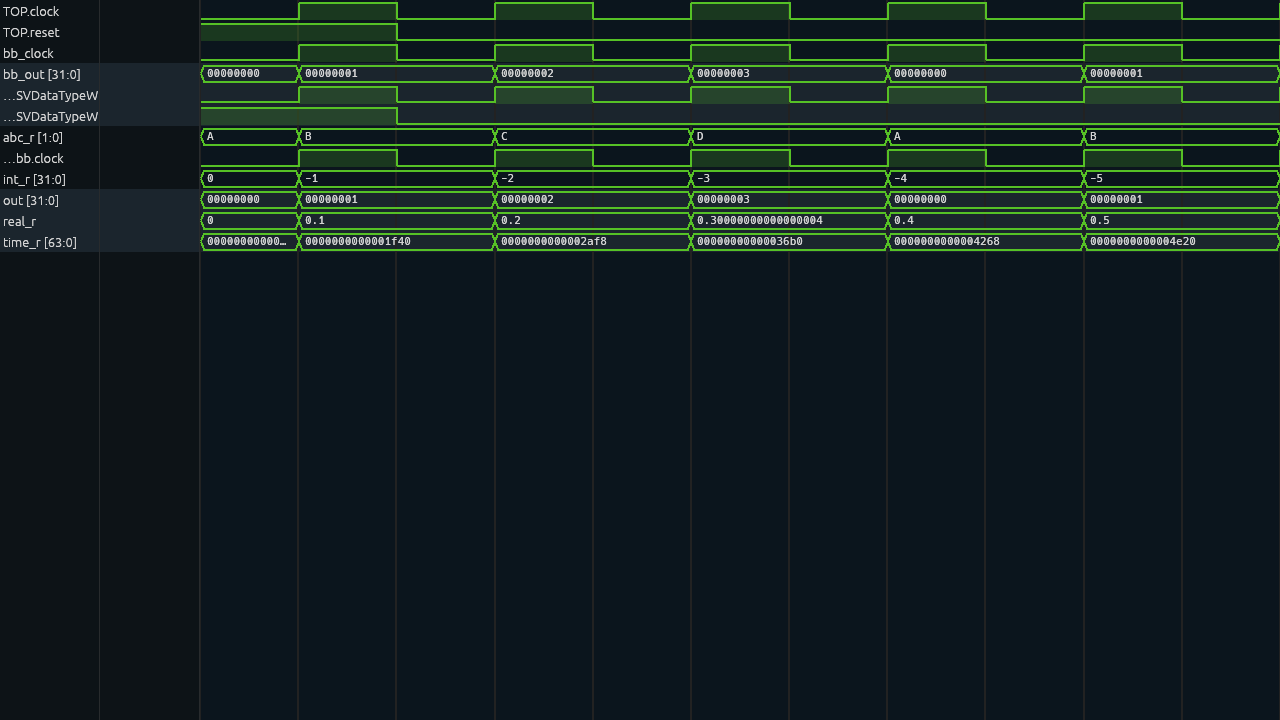 TOP.clock
TOP.reset
bb_clock
bb_out [31:0] 00000000 00000001 00000002 00000003 00000000 00000001
…SVDataTypeW
…SVDataTypeW
abc_r [1:0] A B C D A B
…bb.clock
int_r [31:0] 0 -1 -2 -3 -4 -5
out [31:0] 00000000 00000001 00000002 00000003 00000000 00000001
real_r 0 0.1 0.2 0.30000000000000004 0.4 0.5
time_r [63:0] 00000000000… 0000000000001f40 0000000000002af8 00000000000036b0 0000000000004268 0000000000004e20